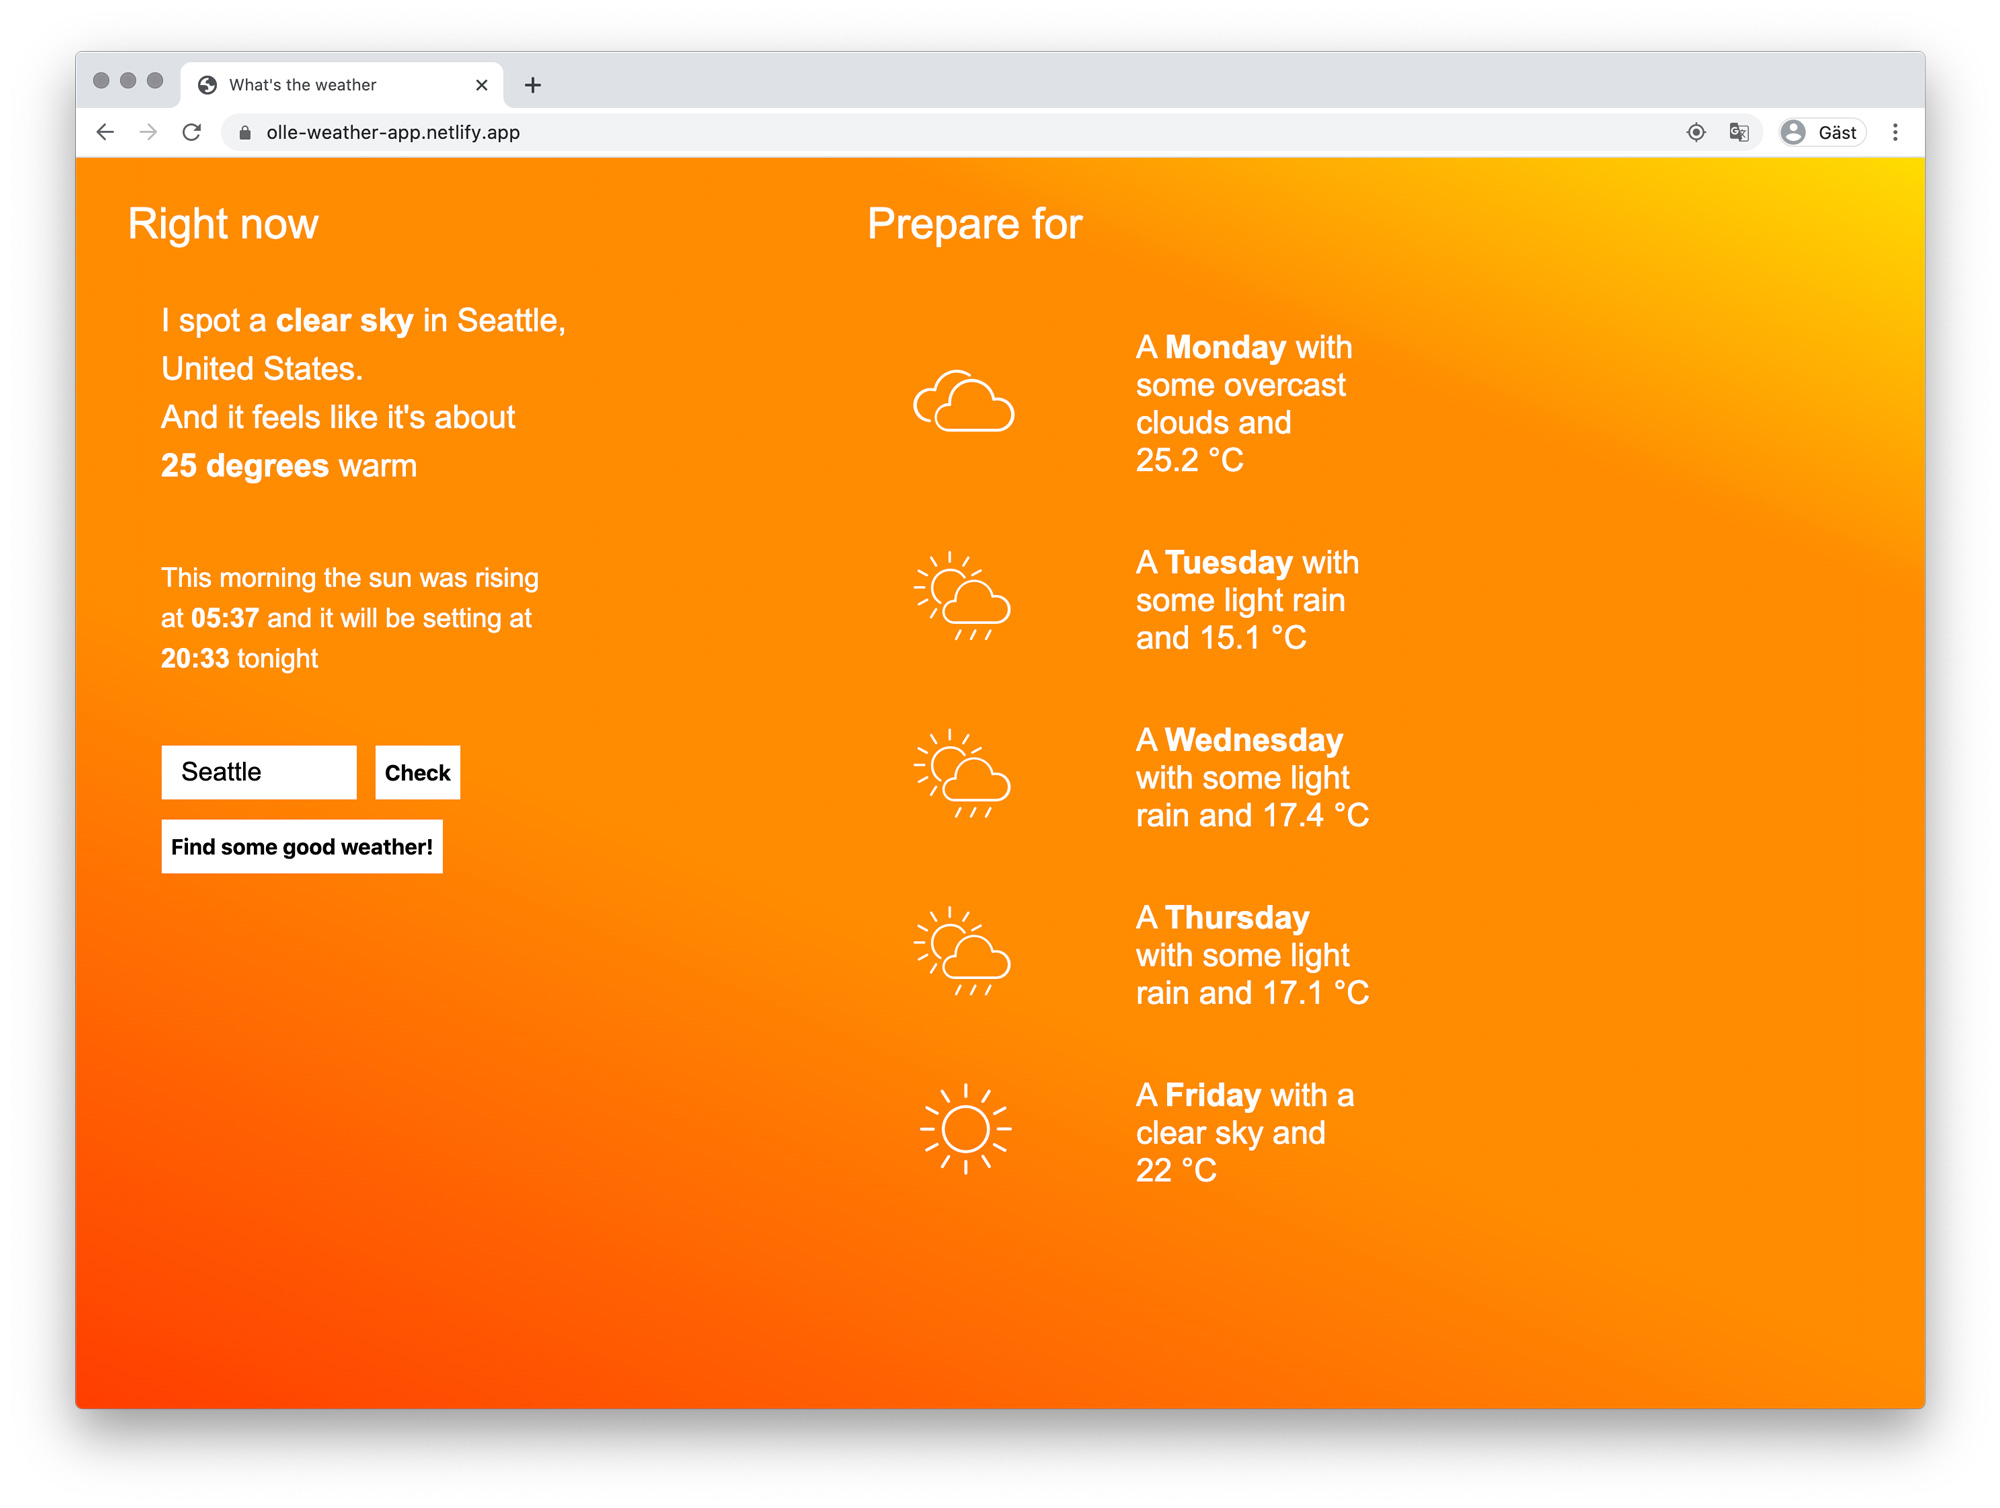 What's the weather
olle-weather-app.netlify.app
Gäst
Right now
I spot a clear sky in Seattle,
United States.
And it feels like it's about
25 degrees warm
This morning the sun was rising
at 05:37 and it will be setting at
20:33 tonight
Seattle
Check
Find some good weather!
Prepare for
A Monday with
some overcast
clouds and
25.2 °C
A Tuesday with
some light rain
and 15.1 °C
A Wednesday
with some light
rain and 17.4 °C
A Thursday
with some light
rain and 17.1 °C
A Friday with a
clear sky and
22 °C